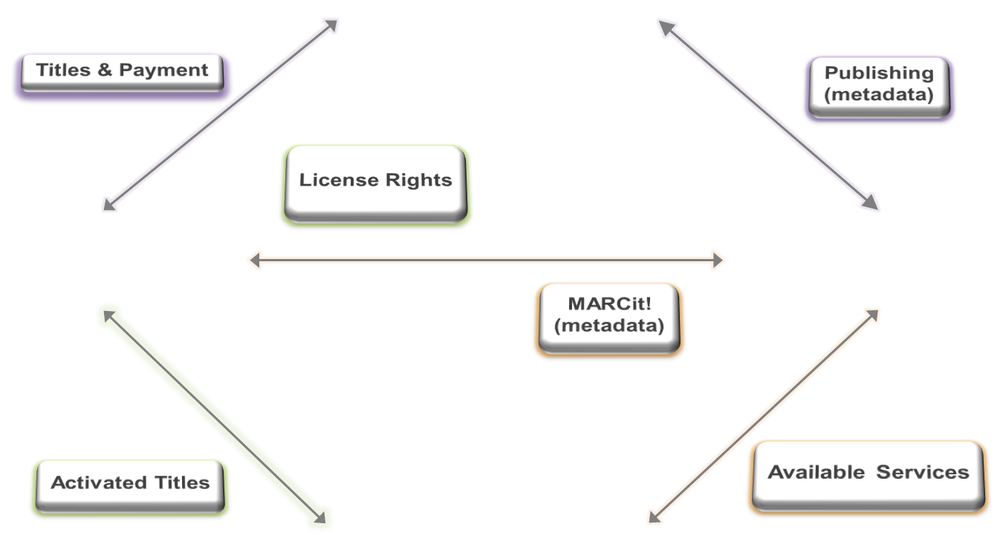 Titles & Payment
Publishing
(metadata)
License Rights
MARCit!
(metadata)
Activated Titles
Available Services